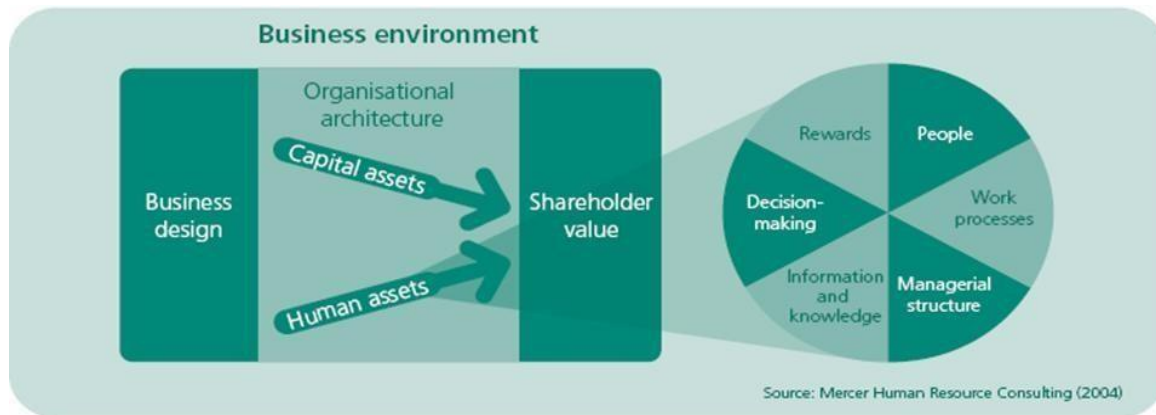 Business environment
Organisational
architecture
Capital assets
Business
design
Human assets
Shareholder
value
Rewards
People
Decision-
making
Work
processes
Information
and
knowledge
Managerial
structure
Source: Mercer Human Resource Consulting (2004)